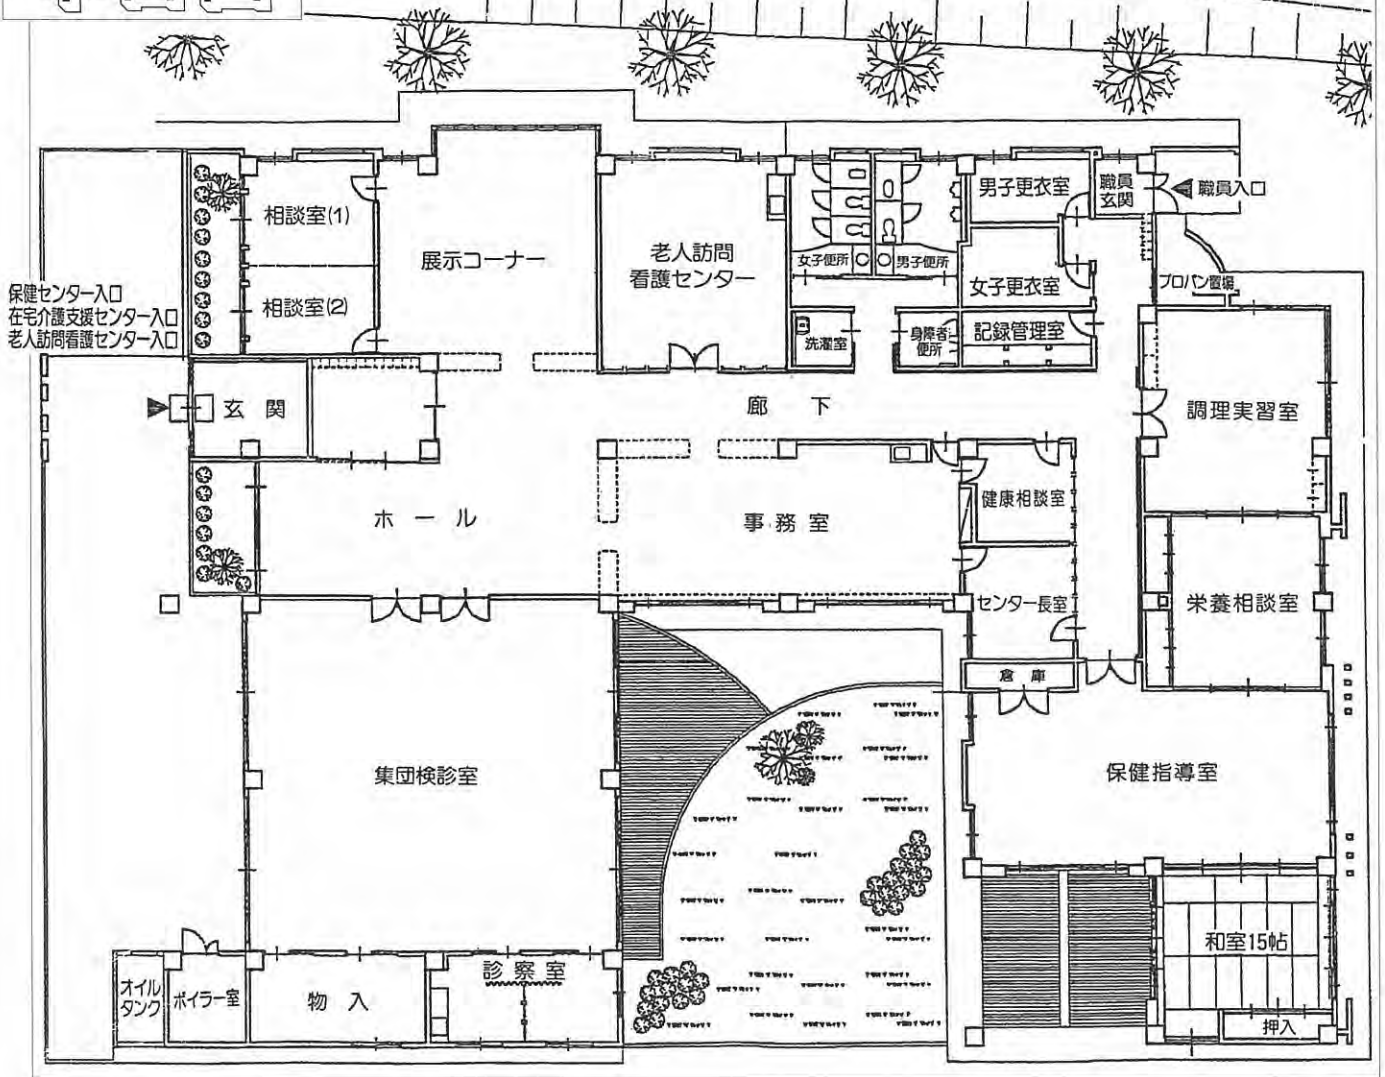 相談室(1)
展示コーナー
老人訪問
看護センター
女子便所
男子便所
男子更衣室
職員
玄関
職員入口
女子更衣室
プロパン置場
相談室(2)
保健センター入口
在宅介護支援センター入口
老人訪問看護センター入口
洗濯室
身障者
便所
記録管理室
玄関
廊下
調理実習室
ホール
事務室
健康相談室
センター長室
栄養相談室
倉庫
集団検診室
保健指導室
オイル
タンク
ボイラー室
物入
診察室
和室15帖
押入